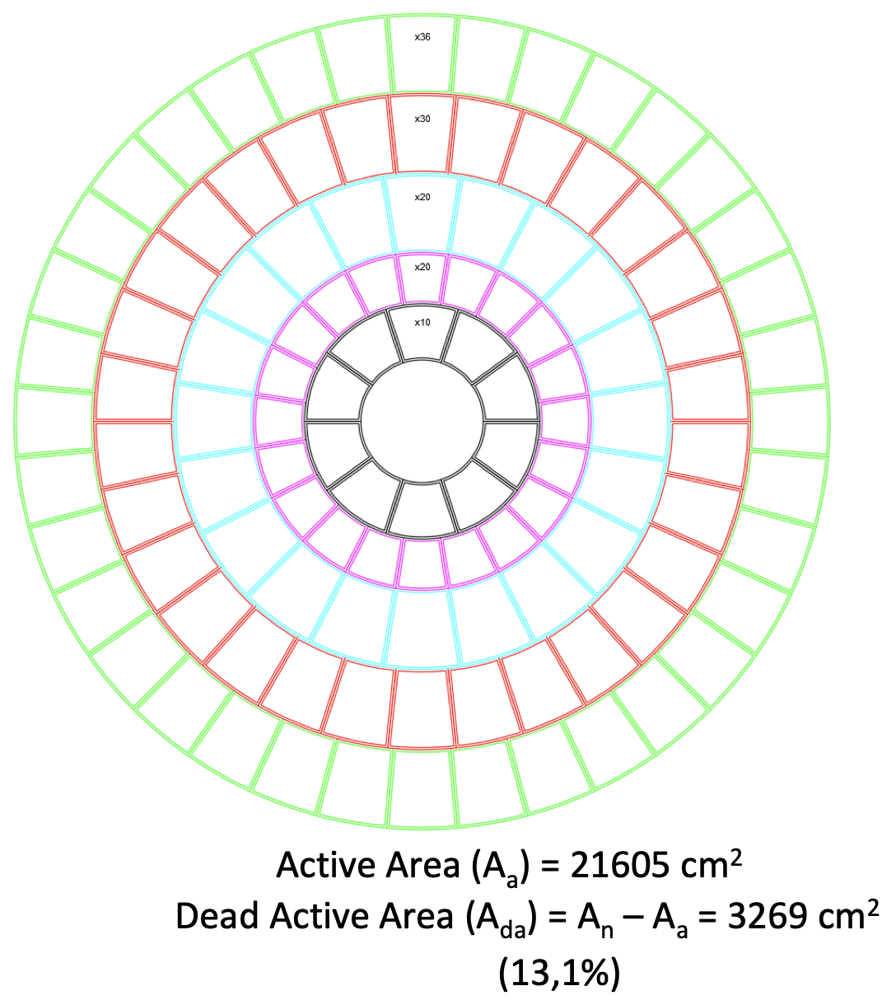 x36
x30
x20
x20
x10
Active Area (Aₐ) = 21605 cm²
Dead Active Area (A_da) = Aₙ – Aₐ = 3269 cm²
(13,1%)